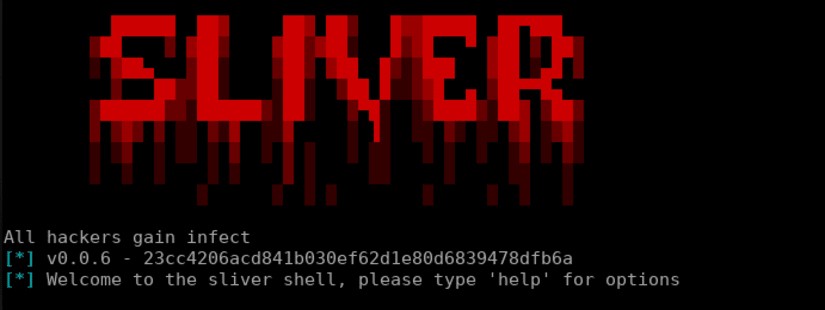 SLIVER
All hackers gain infect
[*] v0.0.6 - 23cc4206acd841b030ef62d1e80d6839478dfb6a
[*] Welcome to the sliver shell, please type 'help' for options